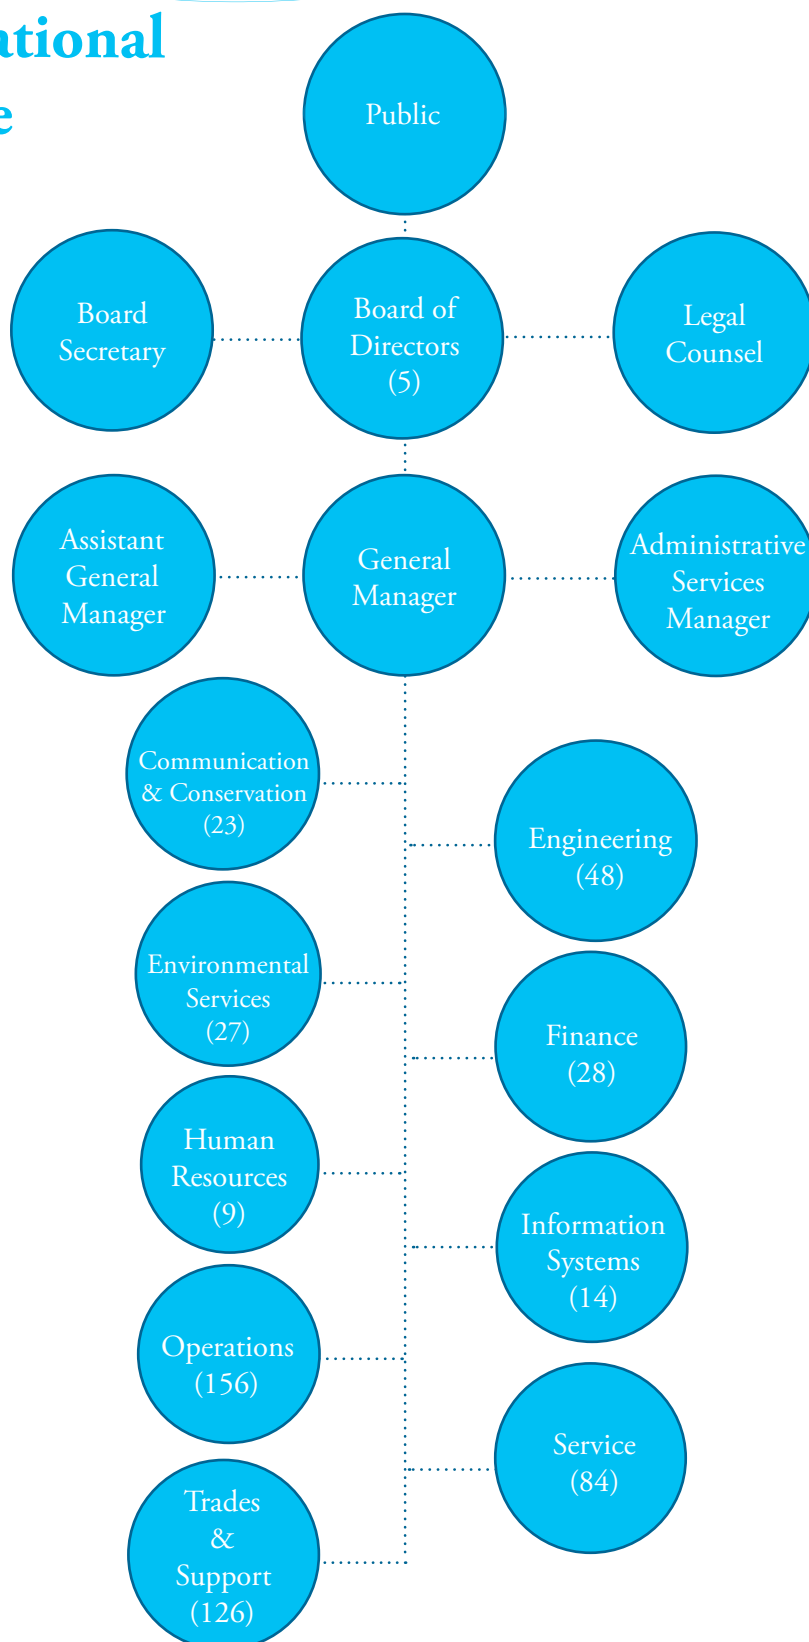 ational
e
Public
Board
Secretary
Board of
Directors
(5)
Legal
Counsel
Assistant
General
Manager
General
Manager
Administrative
Services
Manager
Communication
& Conservation
(23)
Engineering
(48)
Environmental
Services
(27)
Finance
(28)
Human
Resources
(9)
Information
Systems
(14)
Operations
(156)
Service
(84)
Trades
&
Support
(126)